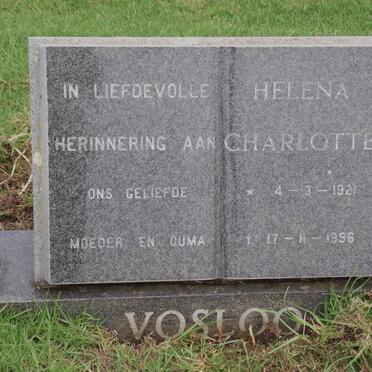 IN LIEFDEVOLLE
HERINNERING AAN
ONS GELIEFDE
MOEDER EN OUMA
HELENA
CHARLOTTE
* 4-3-1921
† 17-11-1996
VOSLOO